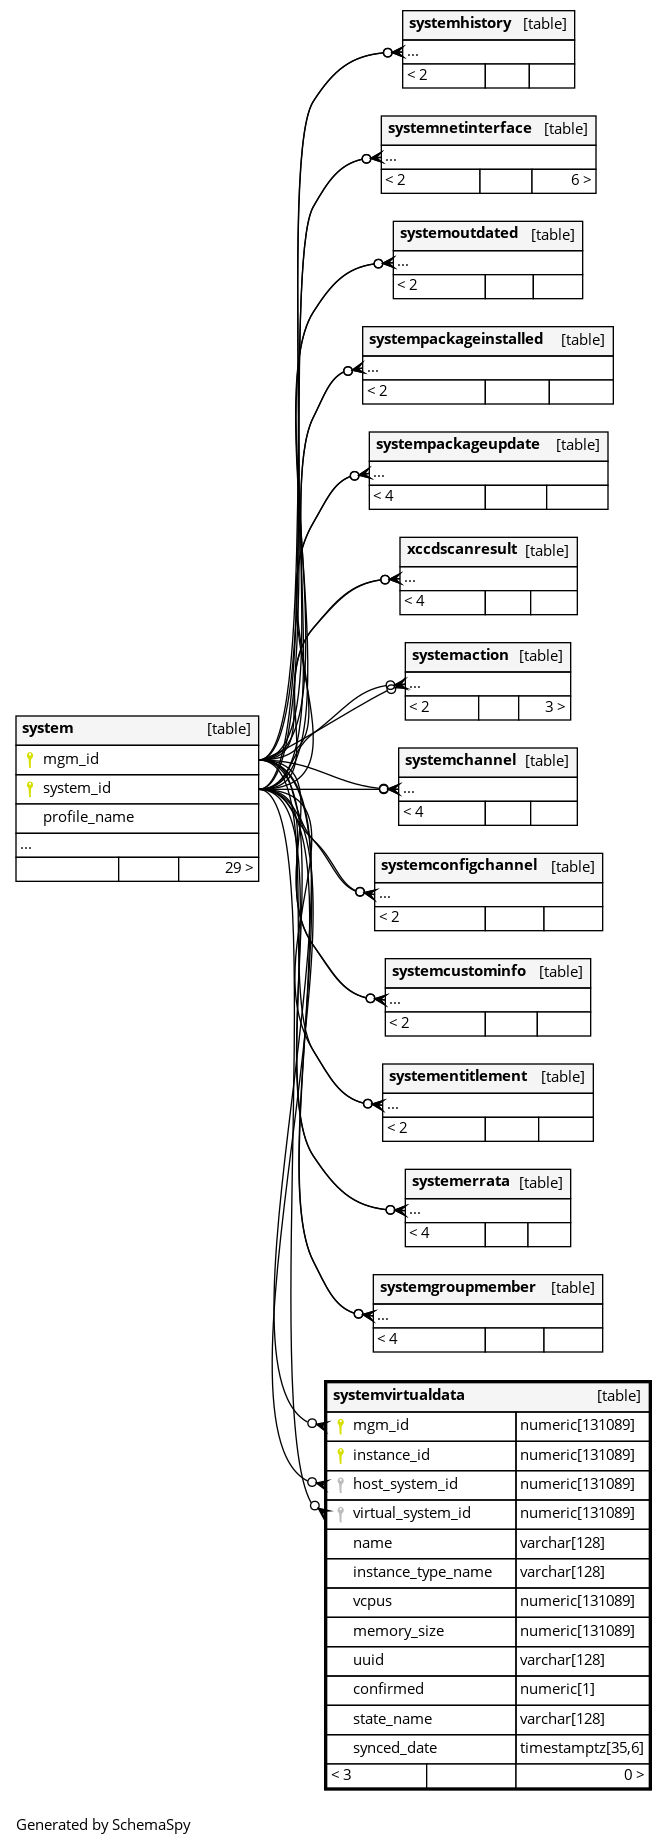 systemhistory [table]
...
< 2
systemnetinterface [table]
...
< 2 6 >
systemoutdated [table]
...
< 2
systempackageinstalled [table]
...
< 2
systempackageupdate [table]
...
< 4
xccdscanresult [table]
...
< 4
systemaction [table]
...
< 2 3 >
system [table]
mgm_id
system_id
profile_name
...
29 >
systemchannel [table]
...
< 4
systemconfigchannel [table]
...
< 2
systemcustominfo [table]
...
< 2
systementitlement [table]
...
< 2
systemerrata [table]
...
< 4
systemgroupmember [table]
...
< 4
systemvirtualdata [table]
mgm_id numeric[131089]
instance_id numeric[131089]
host_system_id numeric[131089]
virtual_system_id numeric[131089]
name varchar[128]
instance_type_name varchar[128]
vcpus numeric[131089]
memory_size numeric[131089]
uuid varchar[128]
confirmed numeric[1]
state_name varchar[128]
synced_date timestamptz[35,6]
< 3 0 >
Generated by SchemaSpy